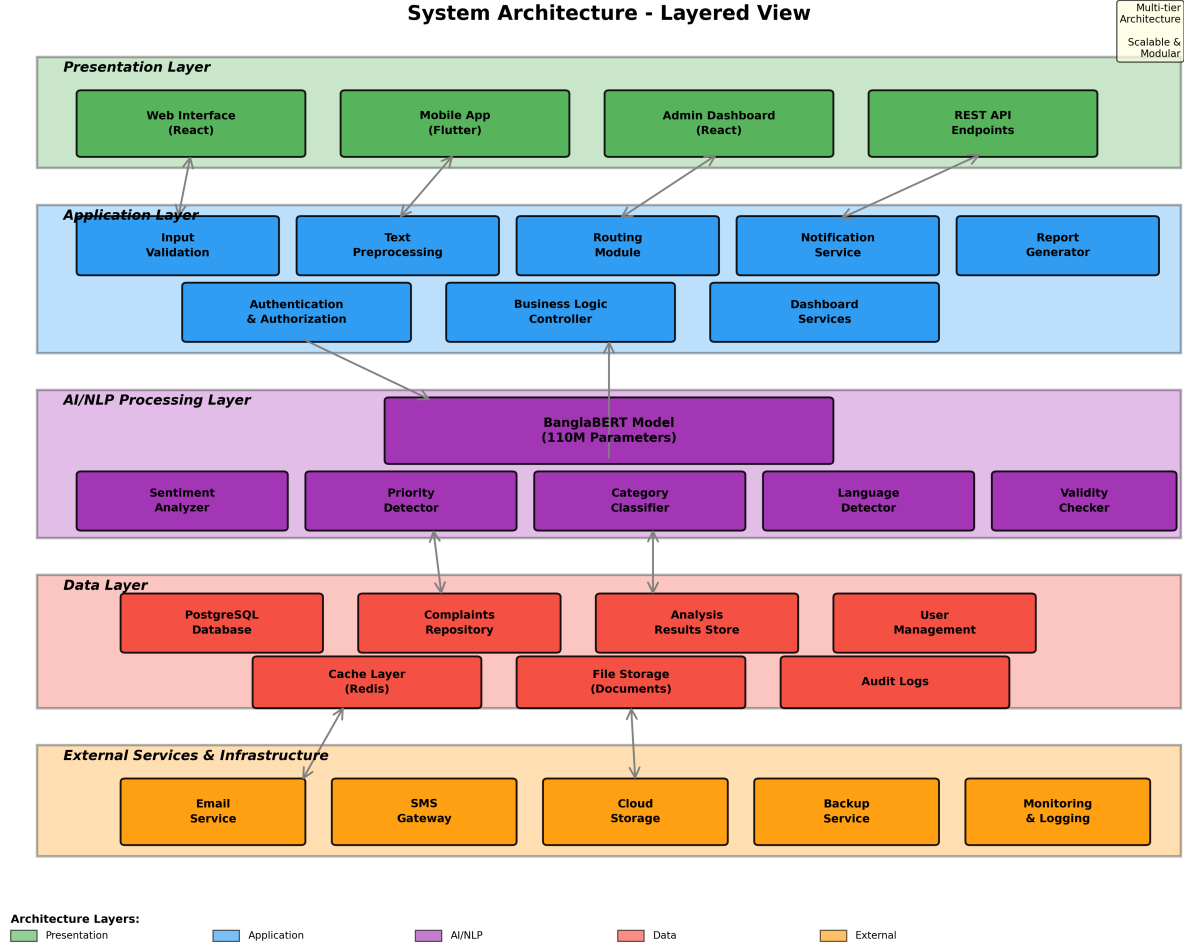 System Architecture - Layered View
Multi-tier
Architecture
Scalable &
Modular
Presentation Layer
Web Interface
(React)
Mobile App
(Flutter)
Admin Dashboard
(React)
REST API
Endpoints
Application Layer
Input
Validation
Text
Preprocessing
Routing
Module
Notification
Service
Report
Generator
Authentication
& Authorization
Business Logic
Controller
Dashboard
Services
AI/NLP Processing Layer
BanglaBERT Model
(110M Parameters)
Sentiment
Analyzer
Priority
Detector
Category
Classifier
Language
Detector
Validity
Checker
Data Layer
PostgreSQL
Database
Complaints
Repository
Analysis
Results Store
User
Management
Cache Layer
(Redis)
File Storage
(Documents)
Audit Logs
External Services & Infrastructure
Email
Service
SMS
Gateway
Cloud
Storage
Backup
Service
Monitoring
& Logging
Architecture Layers:
Presentation
Application
AI/NLP
Data
External